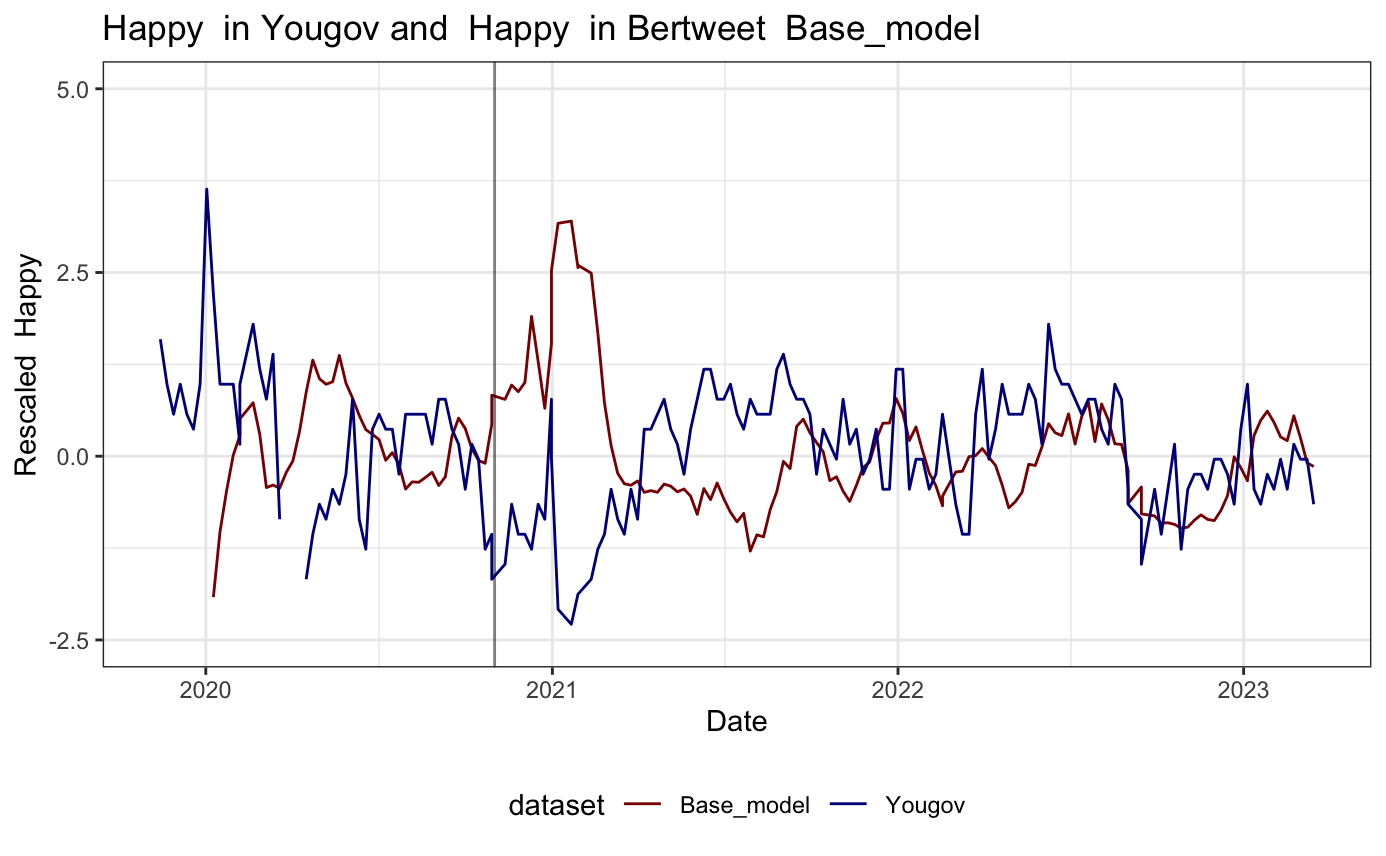 Happy  in Yougov and  Happy  in Bertweet  Base_model
Rescaled  Happy
5.0
2.5
0.0
-2.5
2020 2021 2022 2023
Date
dataset Base_model Yougov